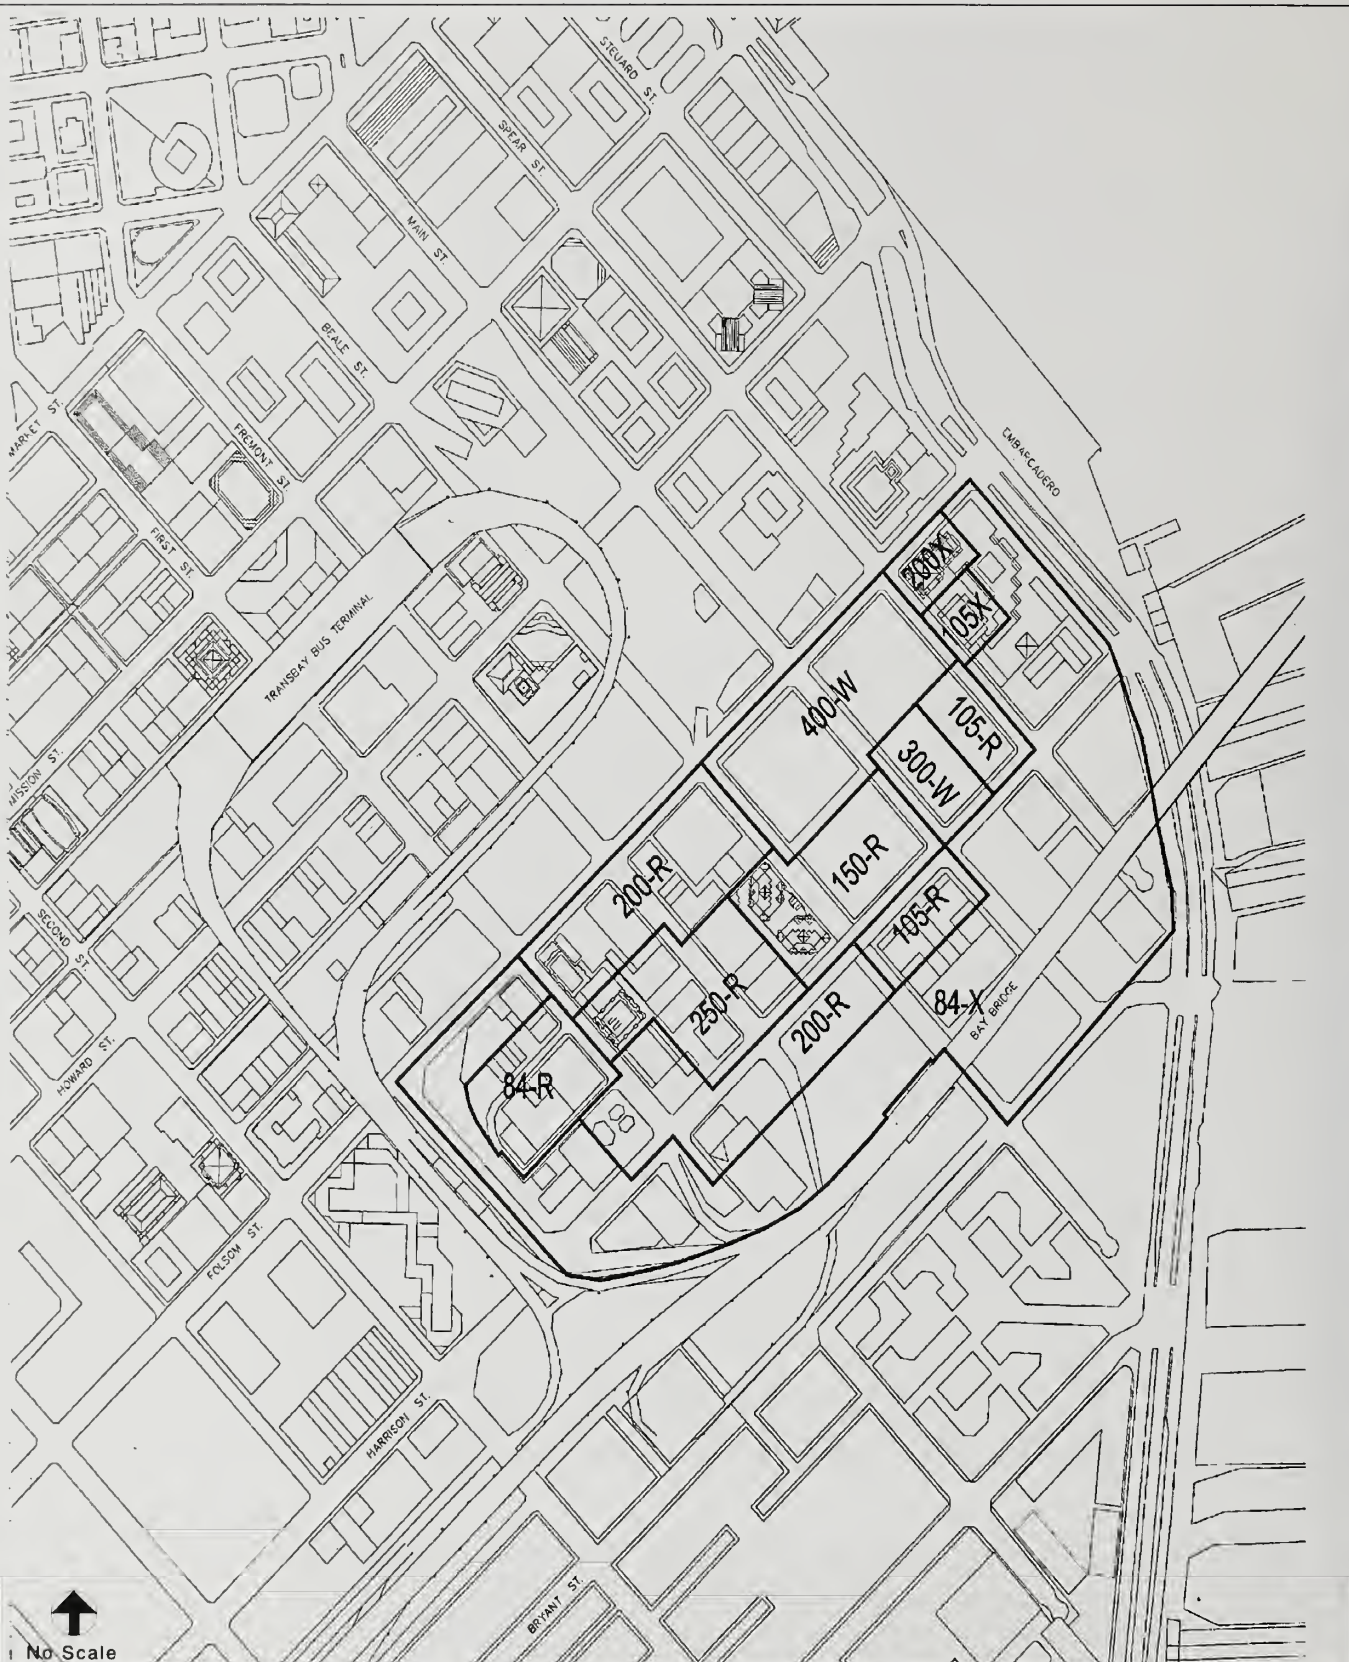 STEUARD ST.
SPEAR ST.
MAIN ST.
BEALE ST.
FREMONT ST.
MARKET ST.
FIRST ST.
EMBARCADERO
TRANSBAY BUS TERMINAL
200X
105X
400-W
105-R
300-W
MISSION ST.
200-R
150-R
105-R
SECOND ST.
250-R
200-R
84-X
BAY BRIDGE
HOWARD ST.
84-R
FOLSOM ST.
HARRISON ST.
BRYANT ST.
No Scale